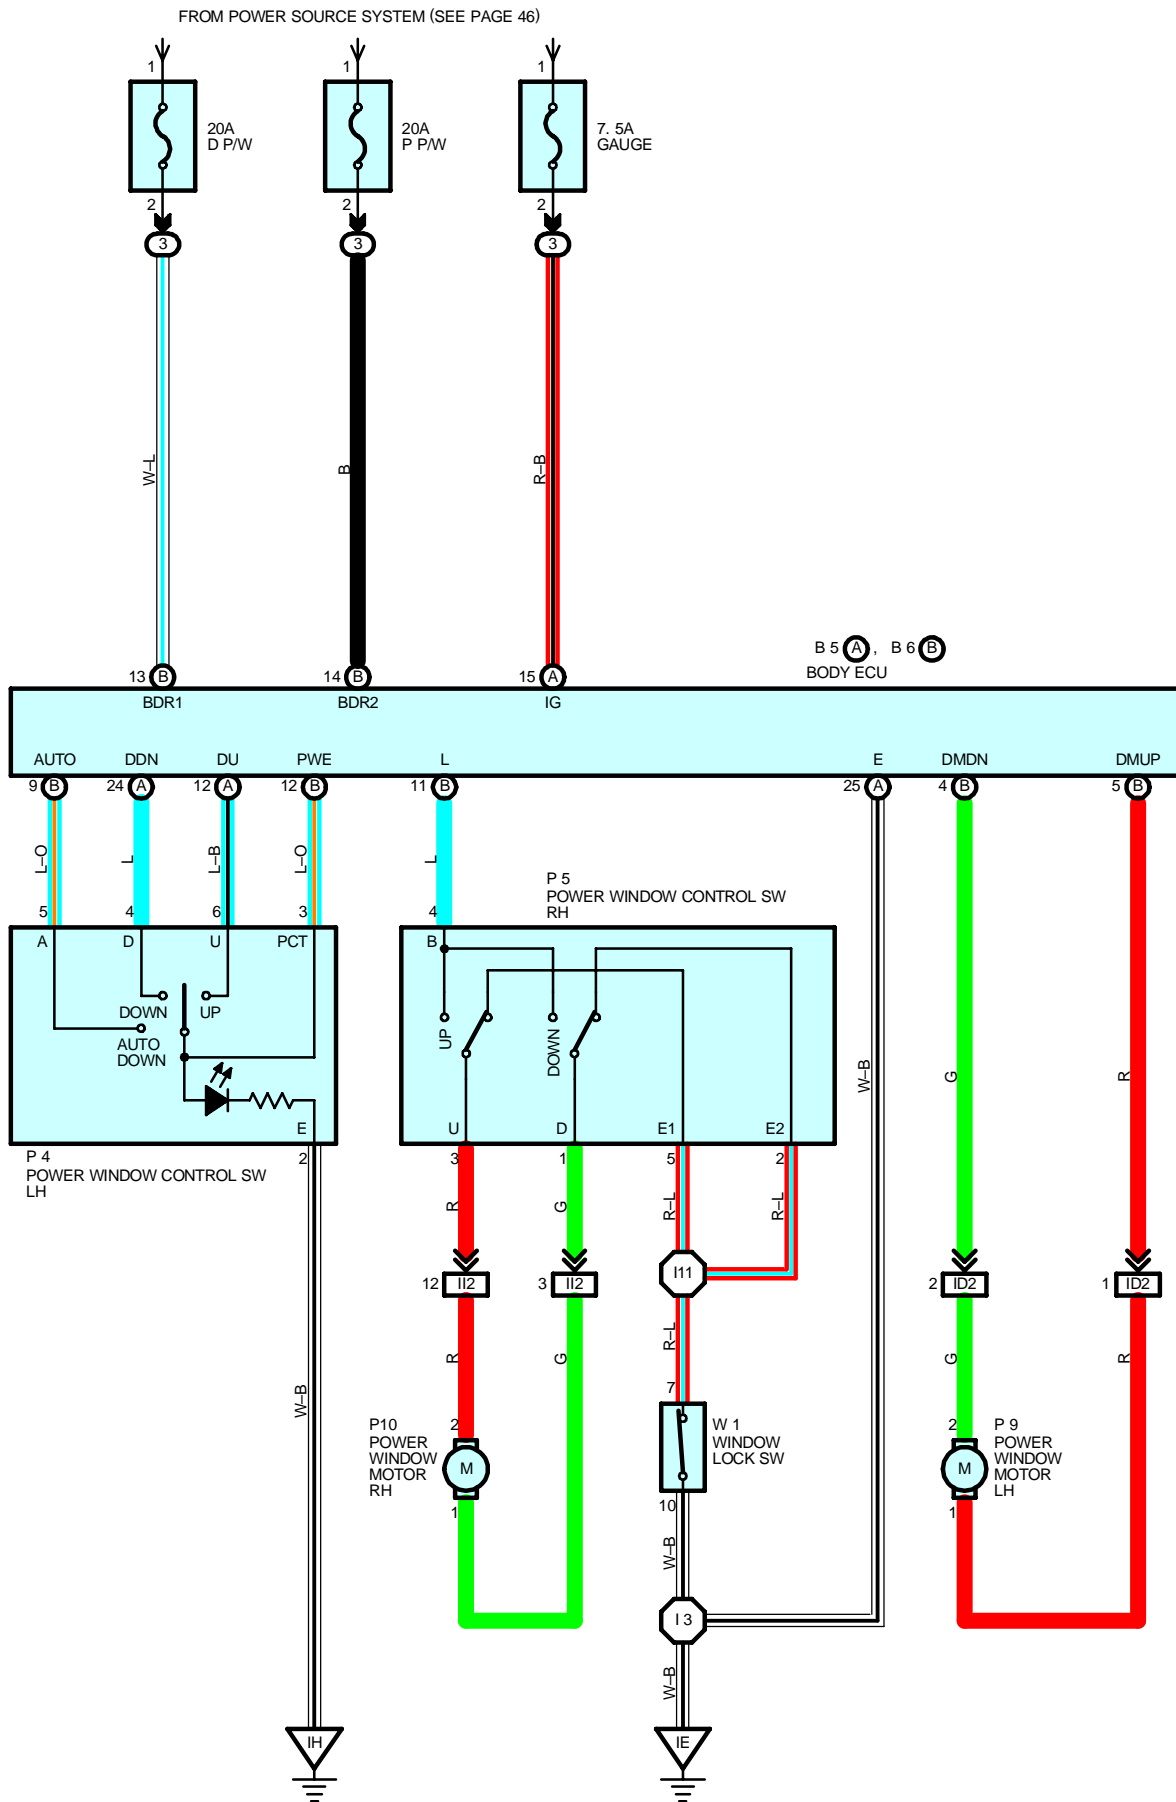 FROM POWER SOURCE SYSTEM (SEE PAGE 46)
1
1
1
20A
D P/W
20A
P P/W
7. 5A
GAUGE
2
2
2
3
3
3
W–L
B
R–B
B 5 A , B 6 B
BODY ECU
13 B
14 B
15 A
BDR1
BDR2
IG
AUTO
DDN
DU
PWE
L
E
DMDN
DMUP
9 B
24 A
12 A
12 B
11 B
25 A
4 B
5 B
L–O
L
L–B
L–O
L
P 5
POWER WINDOW CONTROL SW
RH
5
4
6
3
4
A
D
U
PCT
B
DOWN
UP
AUTO
DOWN
UP
DOWN
W–B
G
R
E
U
D
E1
E2
P 4
POWER WINDOW CONTROL SW
LH
2
3
1
5
2
R
G
R–L
R–L
12 II2
3 II2
I11
2 ID2
1 ID2
R
G
R–L
G
R
W–B
7
P10
POWER
WINDOW
MOTOR
RH
2
M
1
W 1
WINDOW
LOCK SW
10
2
M
1
P 9
POWER
WINDOW
MOTOR
LH
W–B
I 3
W–B
IH
IE